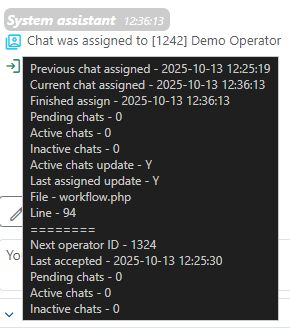 System assistant 12:36:13
Chat was assigned to [1242] Demo Operator
Previous chat assigned - 2025-10-13 12:25:19
Current chat assigned - 2025-10-13 12:36:13
Finished assign - 2025-10-13 12:36:13
Pending chats - 0
Active chats - 0
Inactive chats - 0
Active chats update - Y
Last assigned update - Y
File - workflow.php
Line - 94
========
Next operator ID - 1324
Last accepted - 2025-10-13 12:25:30
Pending chats - 0
Active chats - 0
Inactive chats - 0
Yo